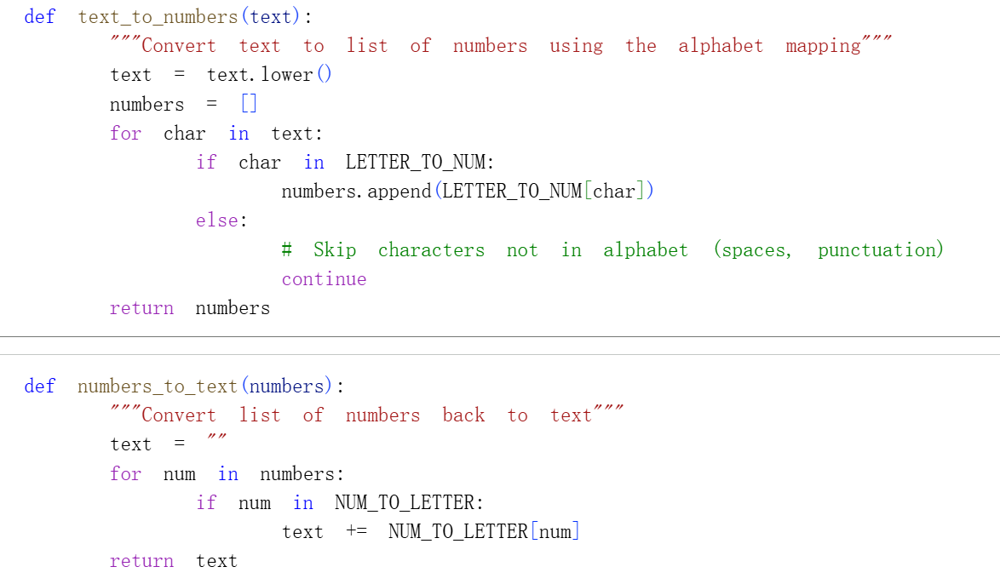 def text_to_numbers(text):
"""Convert text to list of numbers using the alphabet mapping"""
text = text.lower()
numbers = []
for char in text:
if char in LETTER_TO_NUM:
numbers.append(LETTER_TO_NUM[char])
else:
# Skip characters not in alphabet (spaces, punctuation)
continue
return numbers
def numbers_to_text(numbers):
"""Convert list of numbers back to text"""
text = ""
for num in numbers:
if num in NUM_TO_LETTER:
text += NUM_TO_LETTER[num]
return text